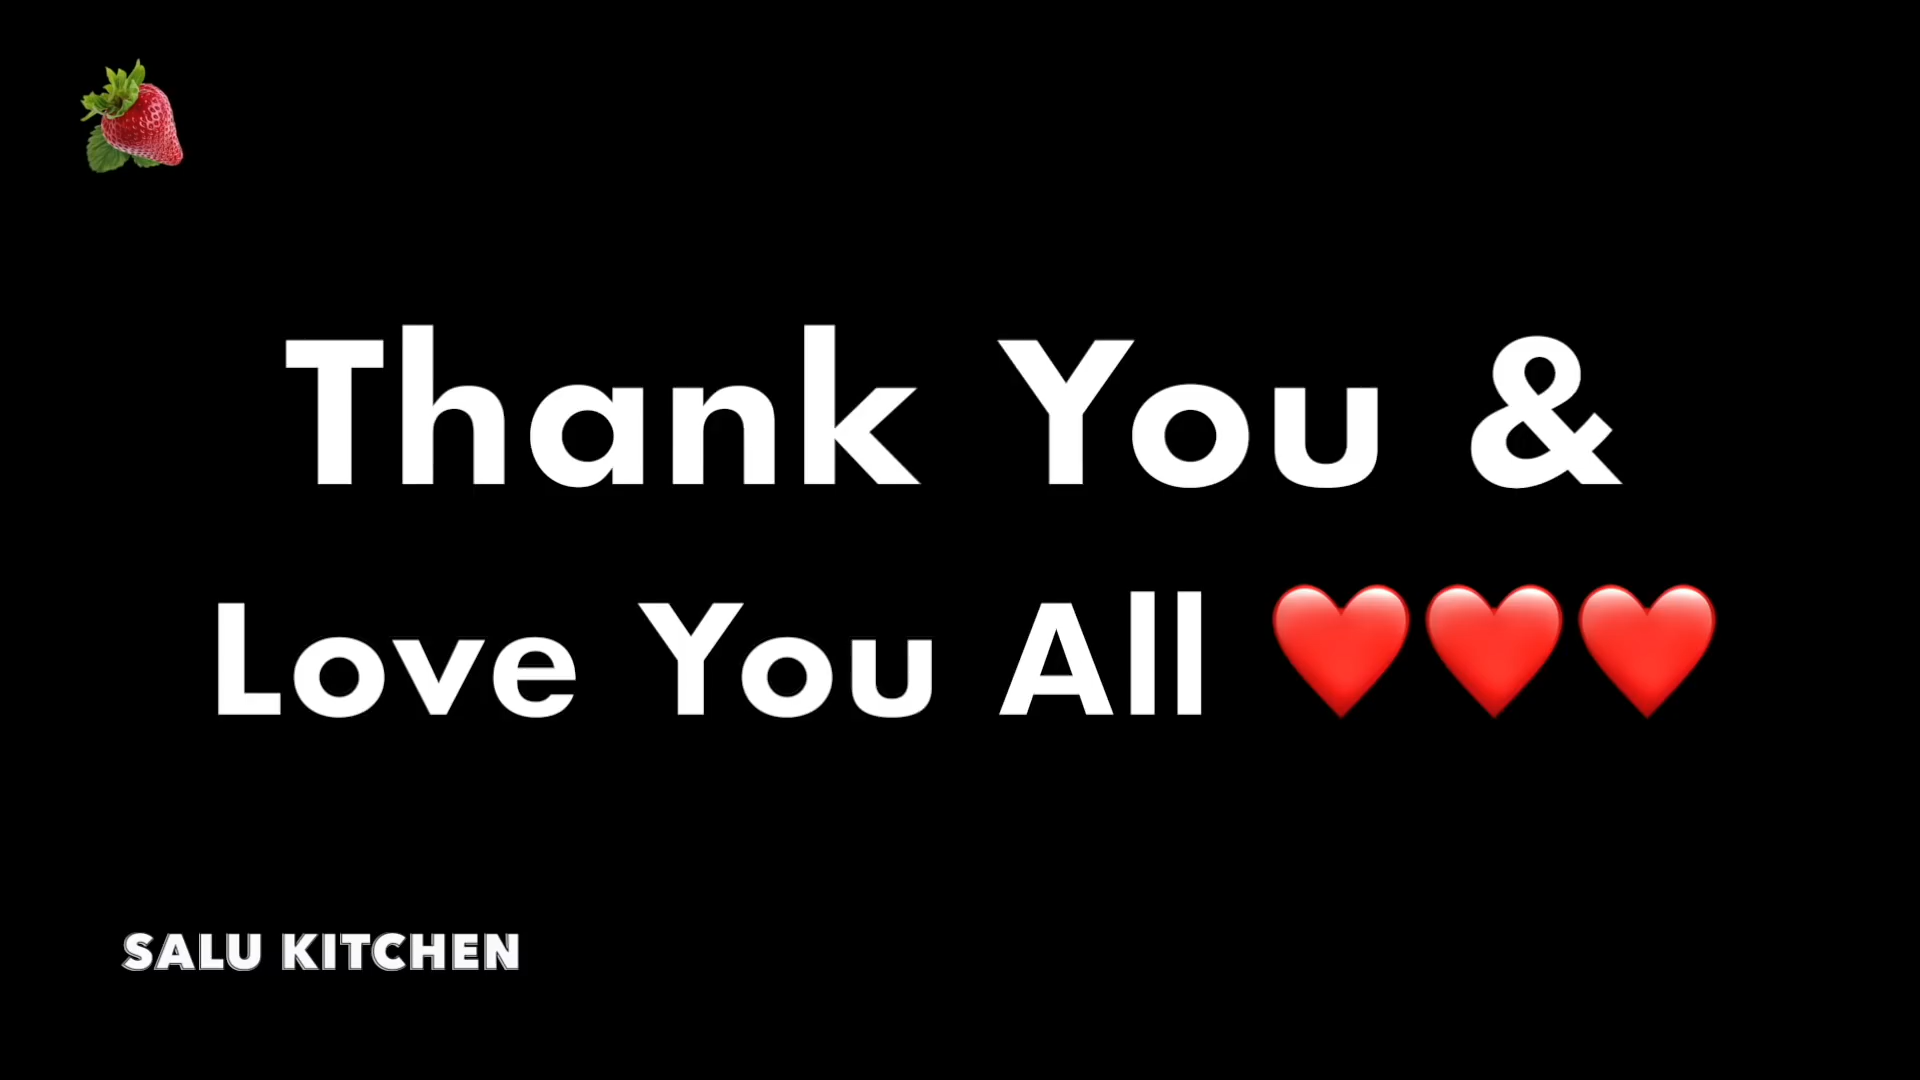 Thank You &
Love You All ❤️❤️❤️
SALU KITCHEN